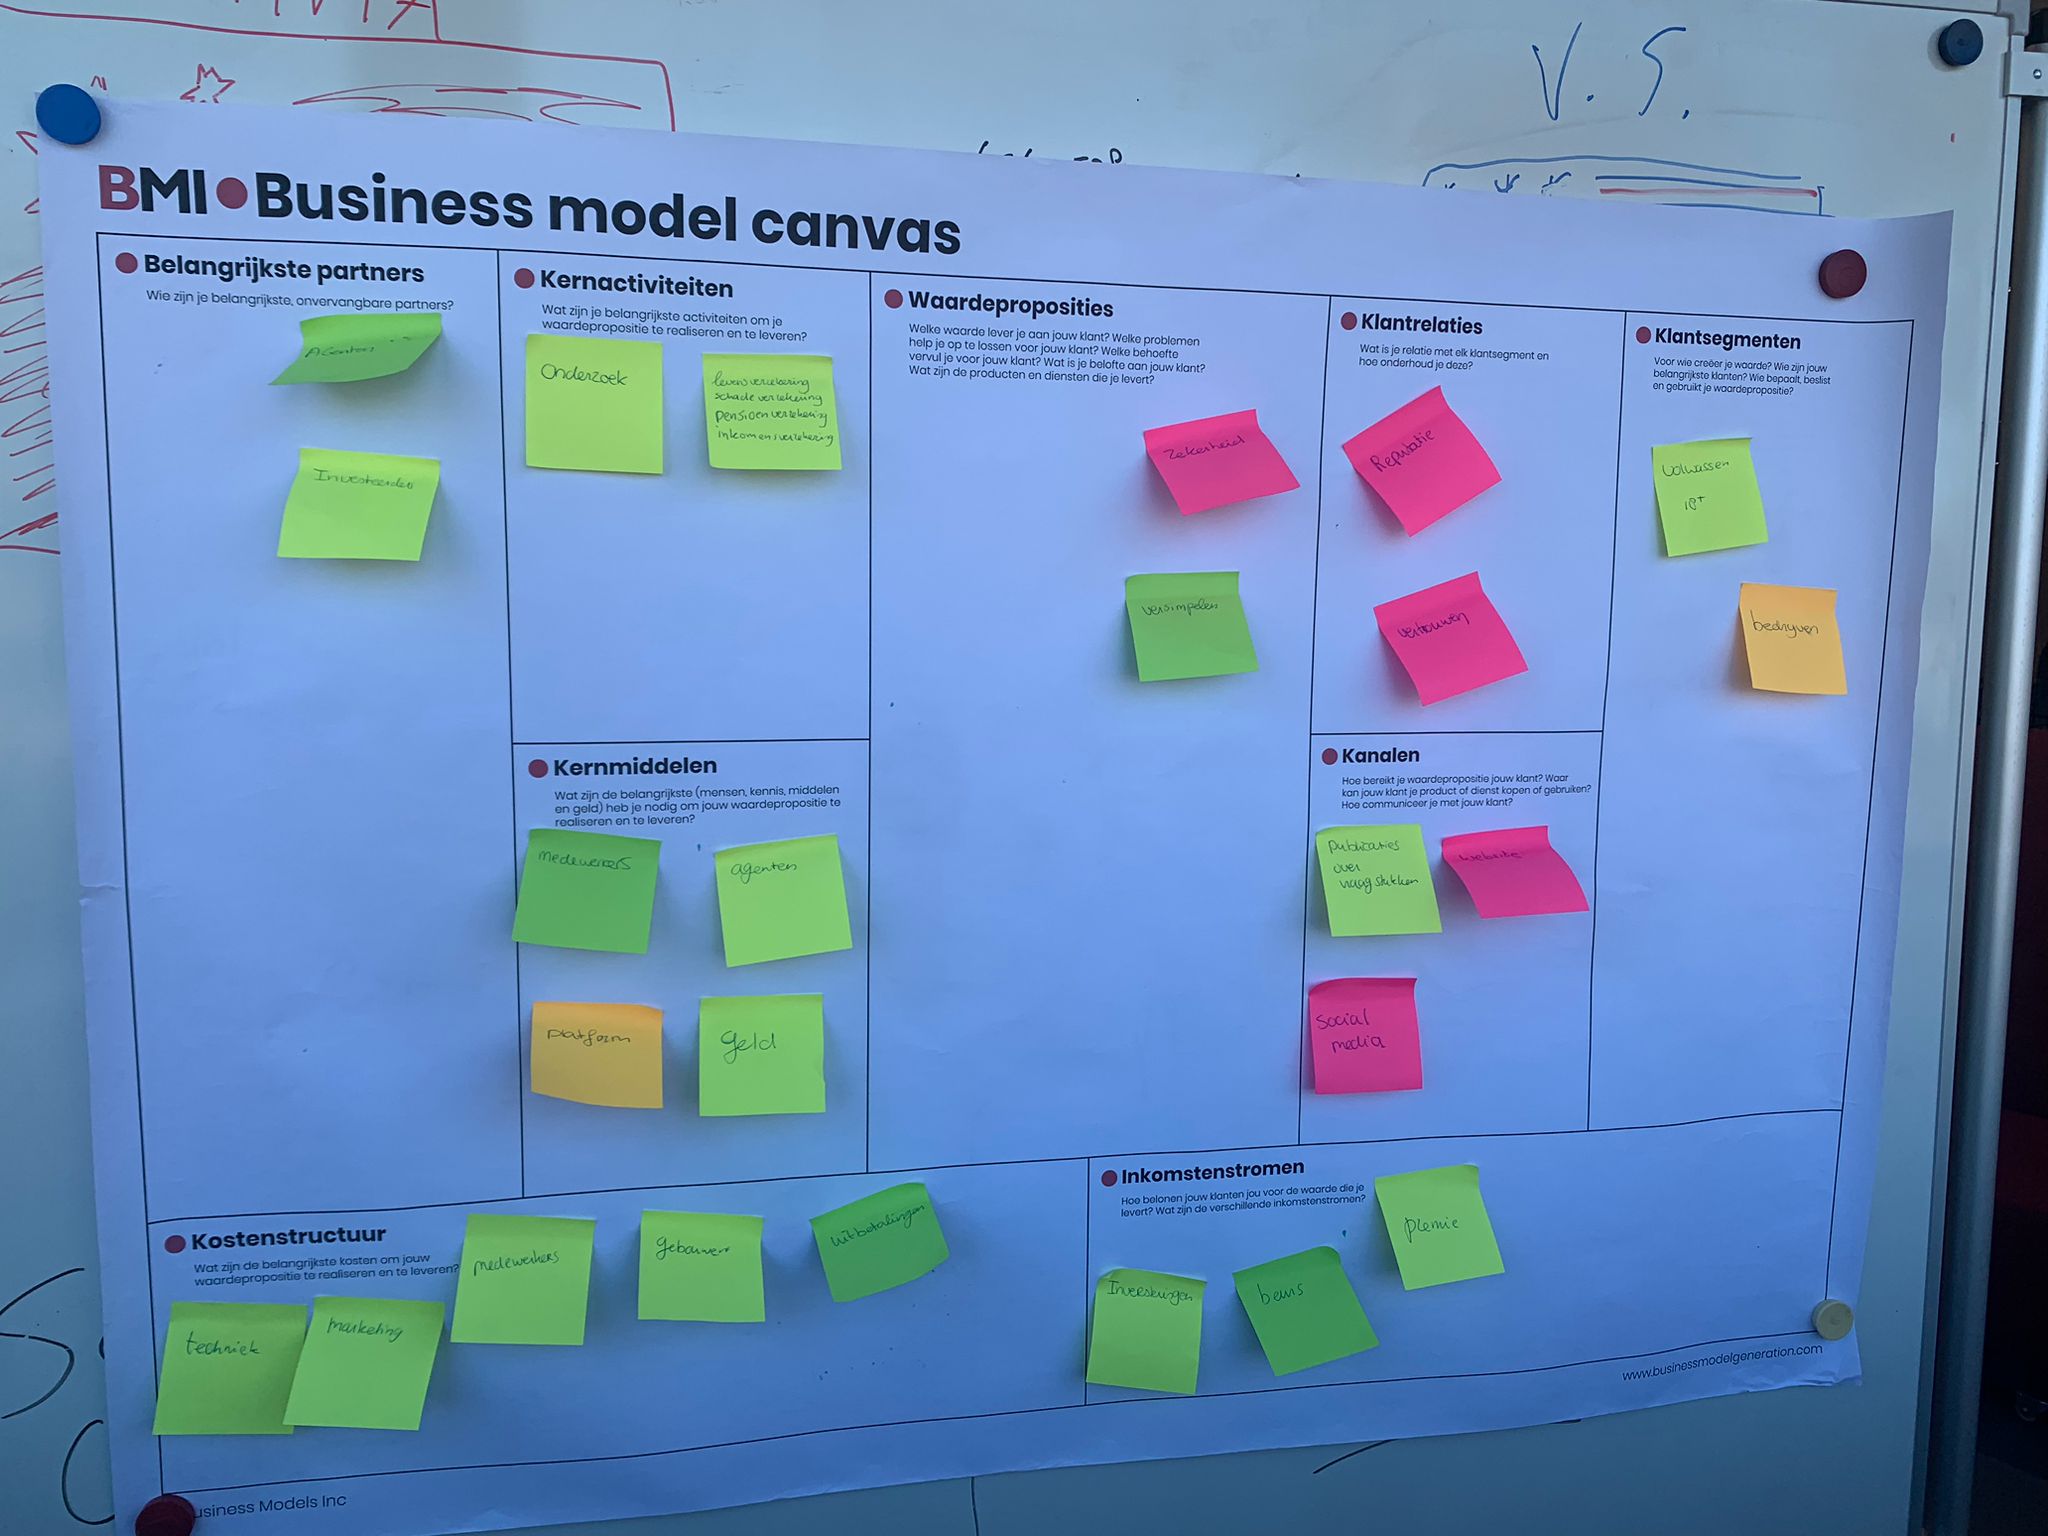 V. S.
BMI Business model canvas
Belangrijkste partners
Wie zijn je belangrijkste, onvervangbare partners?
Agenten
Investeerders
Kernactiviteiten
Wat zijn je belangrijkste activiteiten om je
waardepropositie te realiseren en te leveren?
Onderzoek
levensverzekering
schadeverzekering
pensioenverzekering
inkomensverzekering
Kernmiddelen
Wat zijn de belangrijkste (mensen, kennis, middelen
en geld) heb je nodig om jouw waardepropositie te
realiseren en te leveren?
medewerkers
agenten
platform
geld
Waardeproposities
Welke waarde lever je aan jouw klant? Welke problemen
help je op te lossen voor jouw klant? Welke behoefte
vervul je voor jouw klant? Wat is je belofte aan jouw klant?
Wat zijn de producten en diensten die je levert?
Zekerheid
versimpelen
Klantrelaties
Wat is je relatie met elk klantsegment en
hoe onderhoud je deze?
Reputatie
vertrouwen
Kanalen
Hoe bereikt je waardepropositie jouw klant? Waar
kan jouw klant je product of dienst kopen of gebruiken?
Hoe communiceer je met jouw klant?
publicaties
over
vraagstukken
website
Social
media
Klantsegmenten
Voor wie creëer je waarde? Wie zijn jouw
belangrijkste klanten? Wie bepaalt, beslist
en gebruikt je waardepropositie?
Volwassen
18+
bedrijven
Kostenstructuur
Wat zijn de belangrijkste kosten om jouw
waardepropositie te realiseren en te leveren?
techniek
marketing
medewerkers
gebouwen
uitbetalingen
Inkomstenstromen
Hoe belonen jouw klanten jou voor de waarde die je
levert? Wat zijn de verschillende inkomstenstromen?
beurs
premie
www.businessmodelgeneration.com
usiness Models Inc